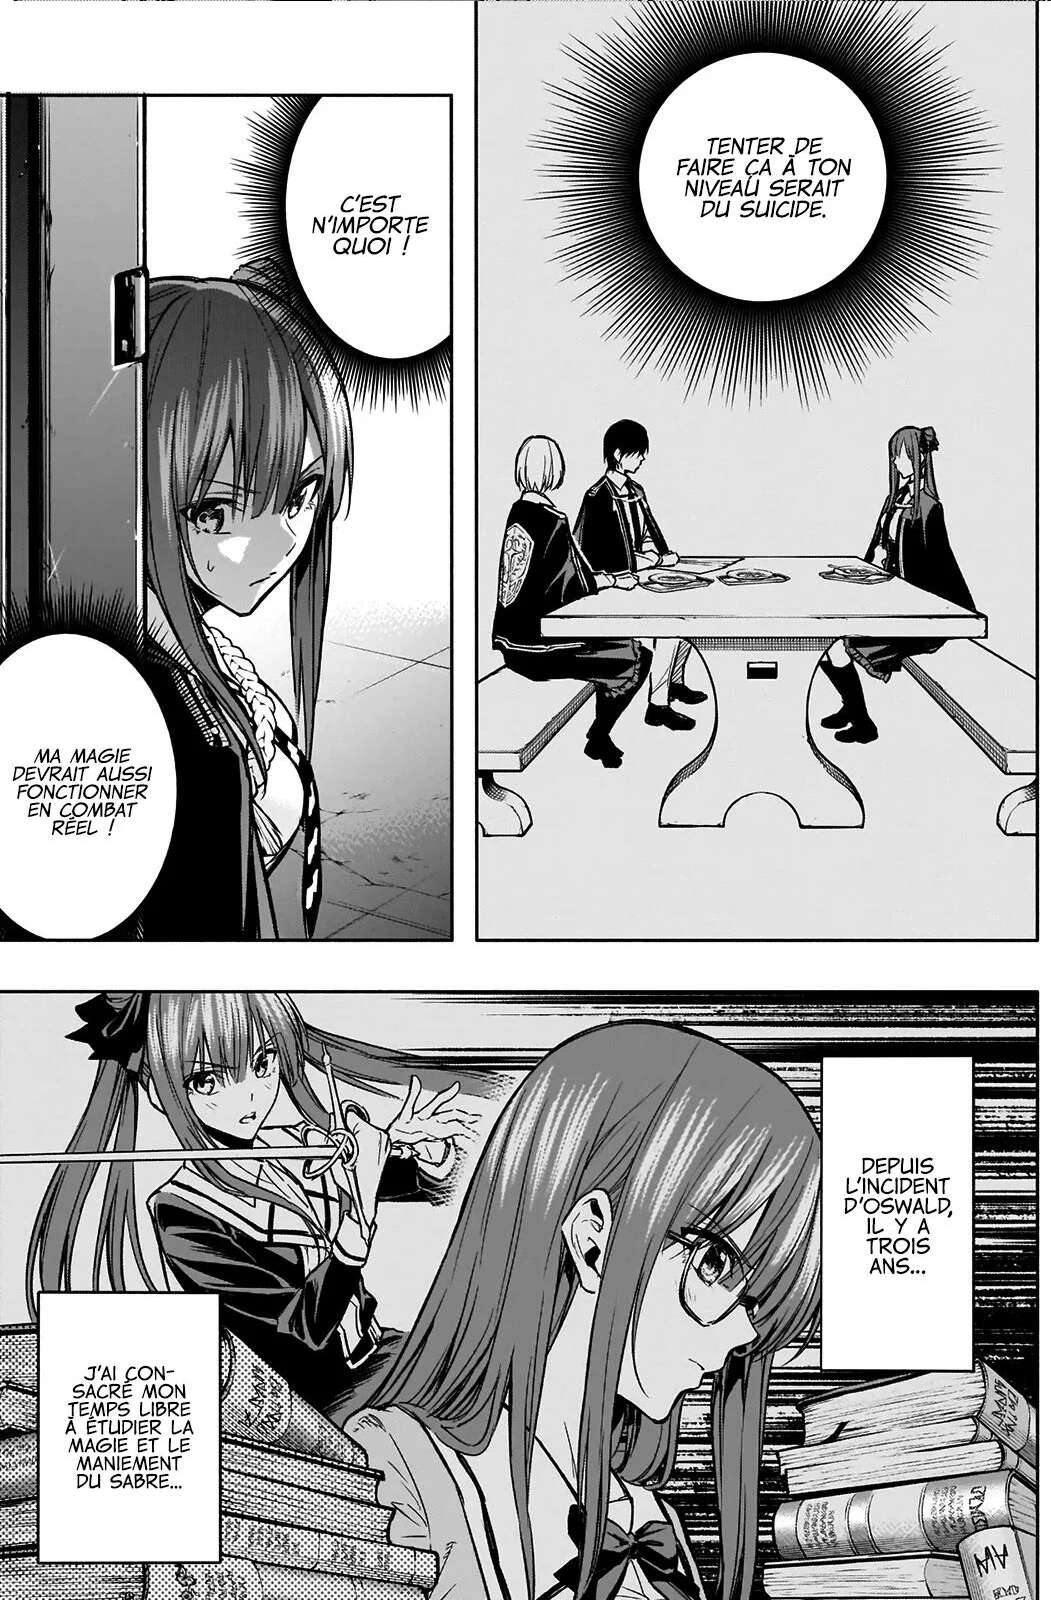 TENTER DE
FAIRE ÇA À TON
NIVEAU SERAIT
DU SUICIDE.
C'EST
N'IMPORTE
QUOI !
MA MAGIE
DEVRAIT AUSSI
FONCTIONNER
EN COMBAT
RÉEL !
DEPUIS
L'INCIDENT
D'OSWALD,
IL Y A
TROIS
ANS...
J'AI CON-
SACRÉ MON
TEMPS LIBRE
À ÉTUDIER LA
MAGIE ET LE
MANIEMENT
DU SABRE...